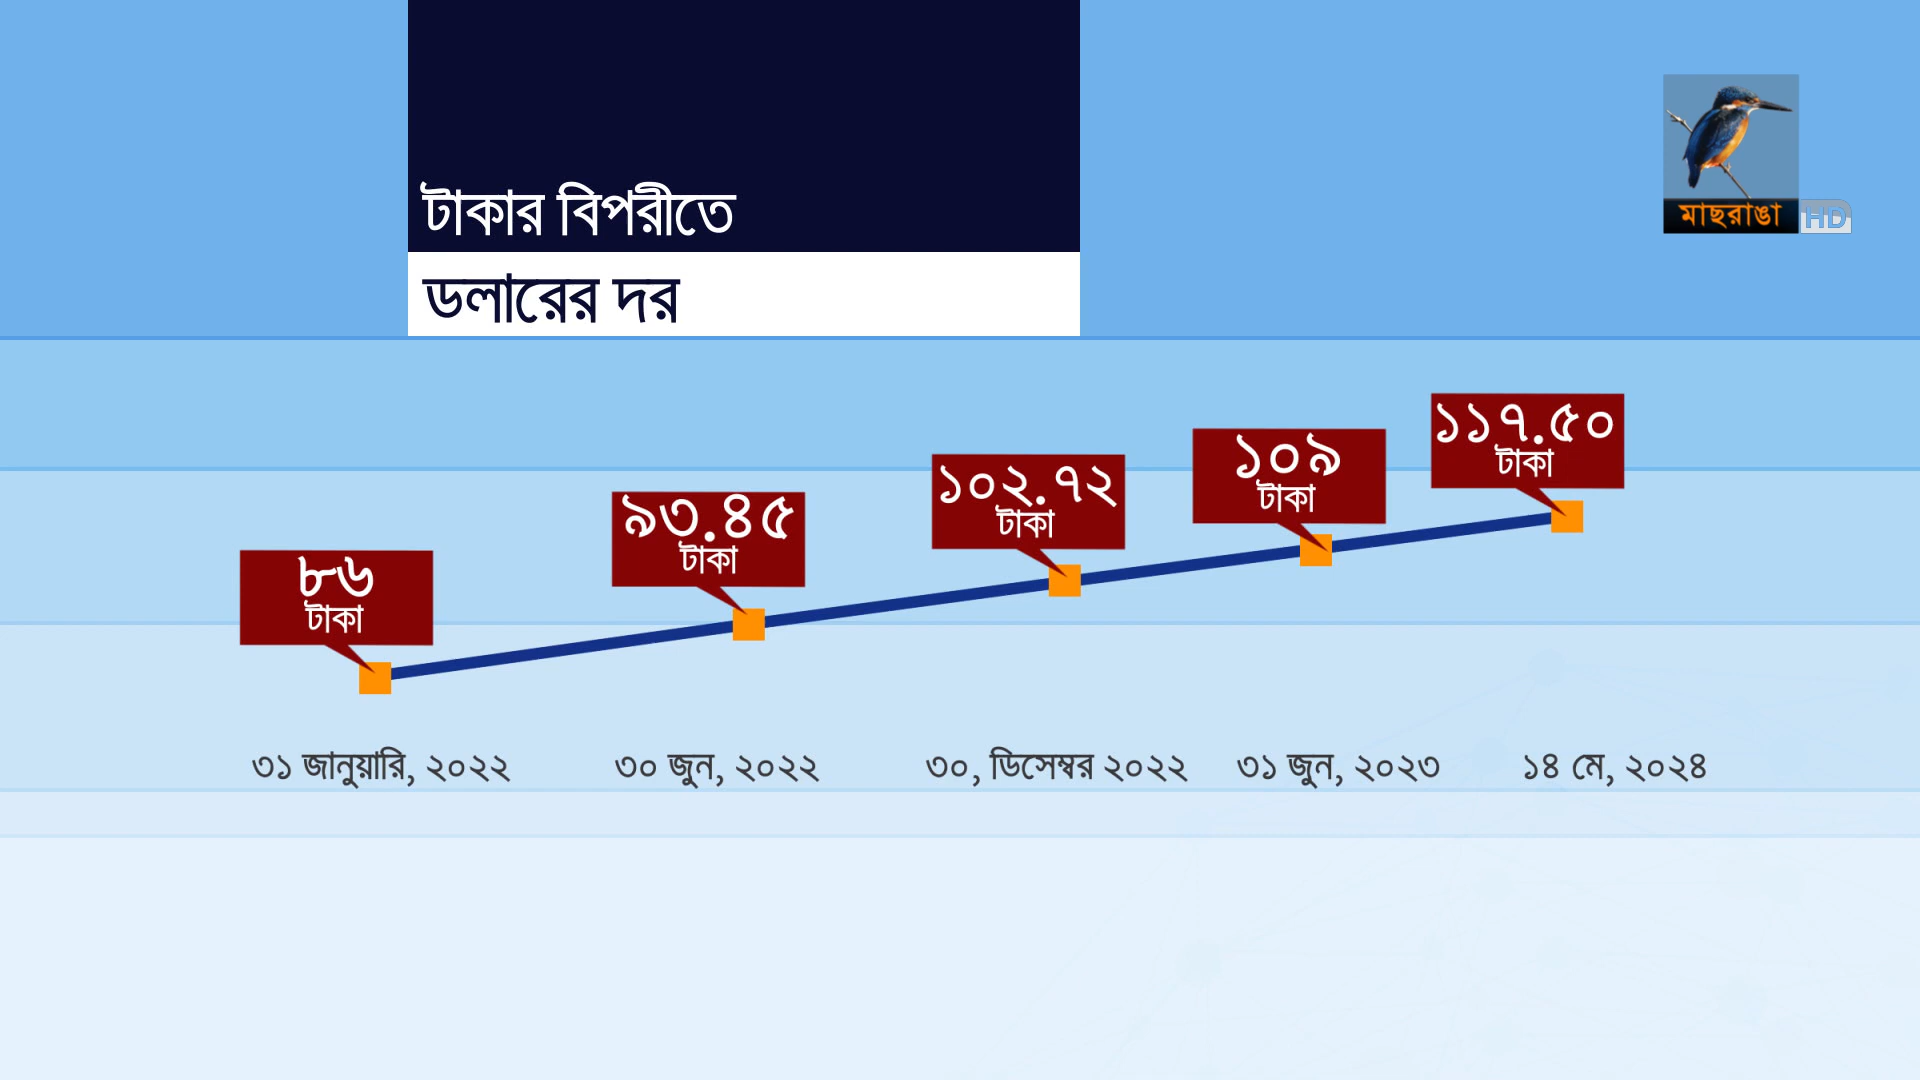 টাকার বিপরীতে
ডলারের দর
মাছরাঙা HD
৮৬
টাকা
৯৩.৪৫
টাকা
১০২.৭২
টাকা
১০৯
টাকা
১১৭.৫০
টাকা
৩১ জানুয়ারি, ২০২২
৩০ জুন, ২০২২
৩০, ডিসেম্বর ২০২২
৩১ জুন, ২০২৩
১৪ মে, ২০২৪